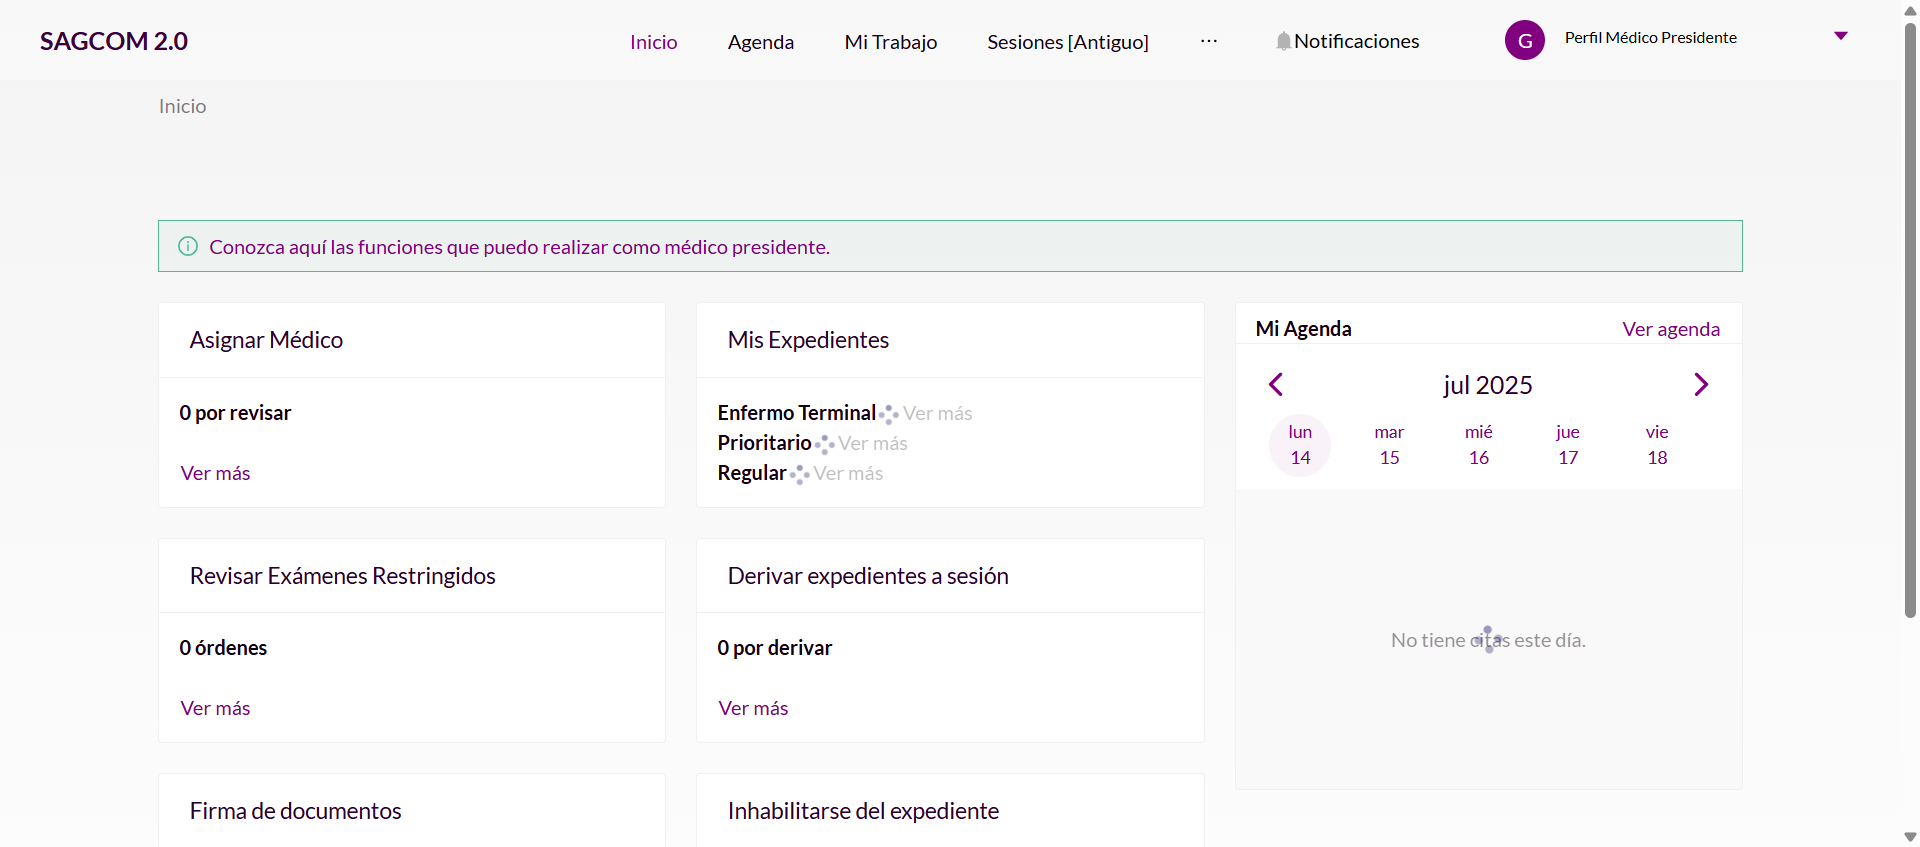 SAGCOM 2.0
Inicio
Agenda
Mi Trabajo
Sesiones [Antiguo]
...
Notificaciones
G
Perfil Médico Presidente
Inicio
Conozca aquí las funciones que puedo realizar como médico presidente.
Asignar Médico
0 por revisar
Ver más
Mis Expedientes
Enfermo Terminal Ver más
Prioritario Ver más
Regular Ver más
Mi Agenda
Ver agenda
jul 2025
lun mar mié jue vie
14 15 16 17 18
No tiene citas este día.
Revisar Exámenes Restringidos
0 órdenes
Ver más
Derivar expedientes a sesión
0 por derivar
Ver más
Firma de documentos
Inhabilitarse del expediente